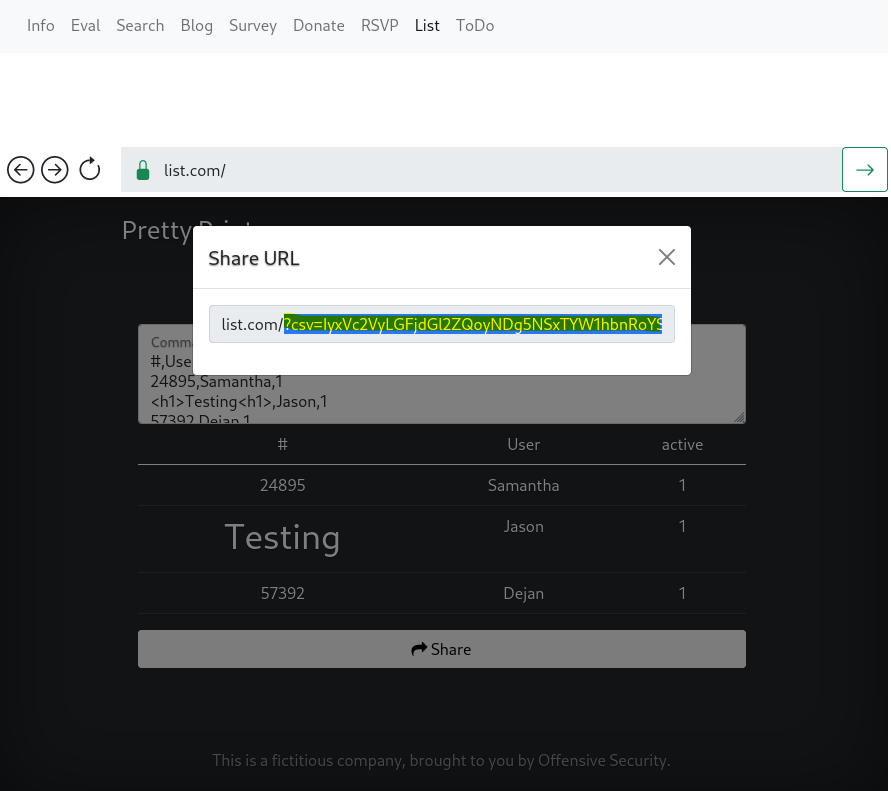 Info Eval Search Blog Survey Donate RSVP List ToDo
list.com/
Pretty
Share URL
list.com/?csv=IyxVc2VyLGFjdGl2ZQoyNDg5NSxTYW1hbnRoYS
#,Use
24895,Samantha,1
<h1>Testing<h1>,Jason,1
57392,Dejan,1
# User active
24895 Samantha 1
Testing Jason 1
57392 Dejan 1
Share
This is a fictitious company, brought to you by Offensive Security.